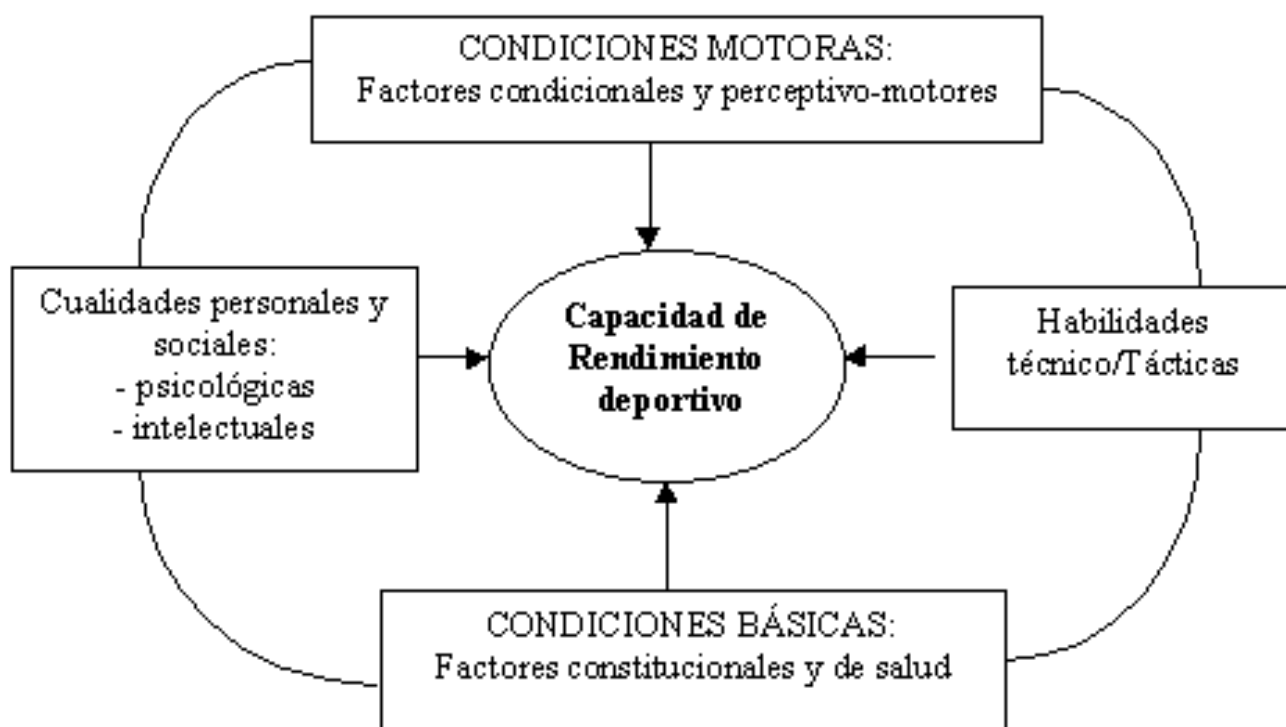 CONDICIONES MOTORAS:
Factores condicionales y perceptivo-motores
Cualidades personales y
sociales:
- psicológicas
- intelectuales
Capacidad de
Rendimiento
deportivo
Habilidades
técnico/Tácticas
CONDICIONES BÁSICAS:
Factores constitucionales y de salud